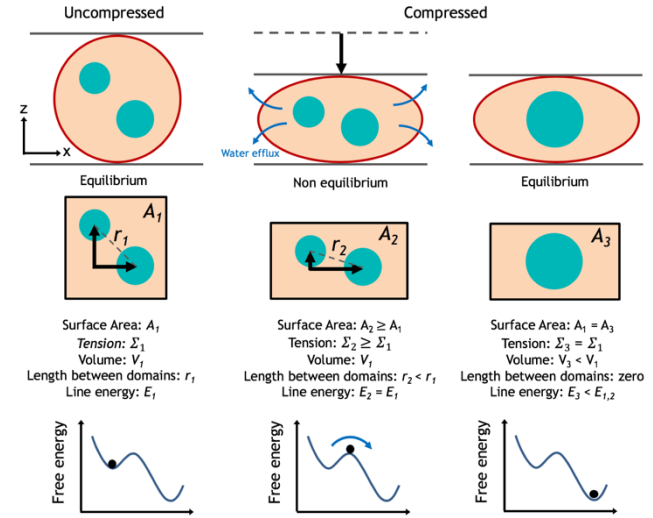 Uncompressed
Compressed
z
x
Water efflux
Equilibrium
Non equilibrium
Equilibrium
A₁
r₁
A₂
r₂
A₃
Surface Area: A₁
Tension: Σ₁
Volume: V₁
Length between domains: r₁
Line energy: E₁
Surface Area: A₂ ≥ A₁
Tension: Σ₂ ≥ Σ₁
Volume: V₁
Length between domains: r₂ < r₁
Line energy: E₂ = E₁
Surface Area: A₁ = A₃
Tension: Σ₃ = Σ₁
Volume: V₃ < V₁
Length between domains: zero
Line energy: E₃ < E₁,₂
Free energy
Free energy
Free energy